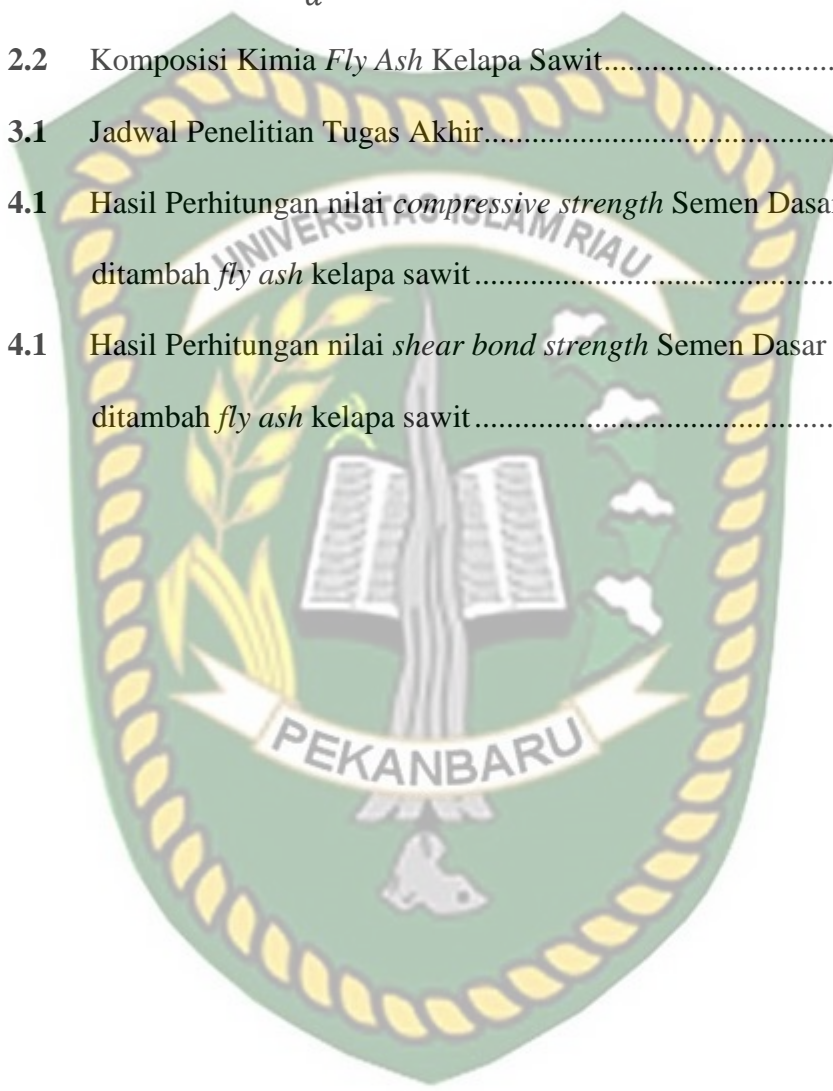 d
2.2 Komposisi Kimia Fly Ash Kelapa Sawit.............................
3.1 Jadwal Penelitian Tugas Akhir............................................
4.1 Hasil Perhitungan nilai compressive strength Semen Dasar
ditambah fly ash kelapa sawit.............................................
4.1 Hasil Perhitungan nilai shear bond strength Semen Dasar
ditambah fly ash kelapa sawit.............................................
UNIVERSITAS ISLAM RIAU
PEKANBARU